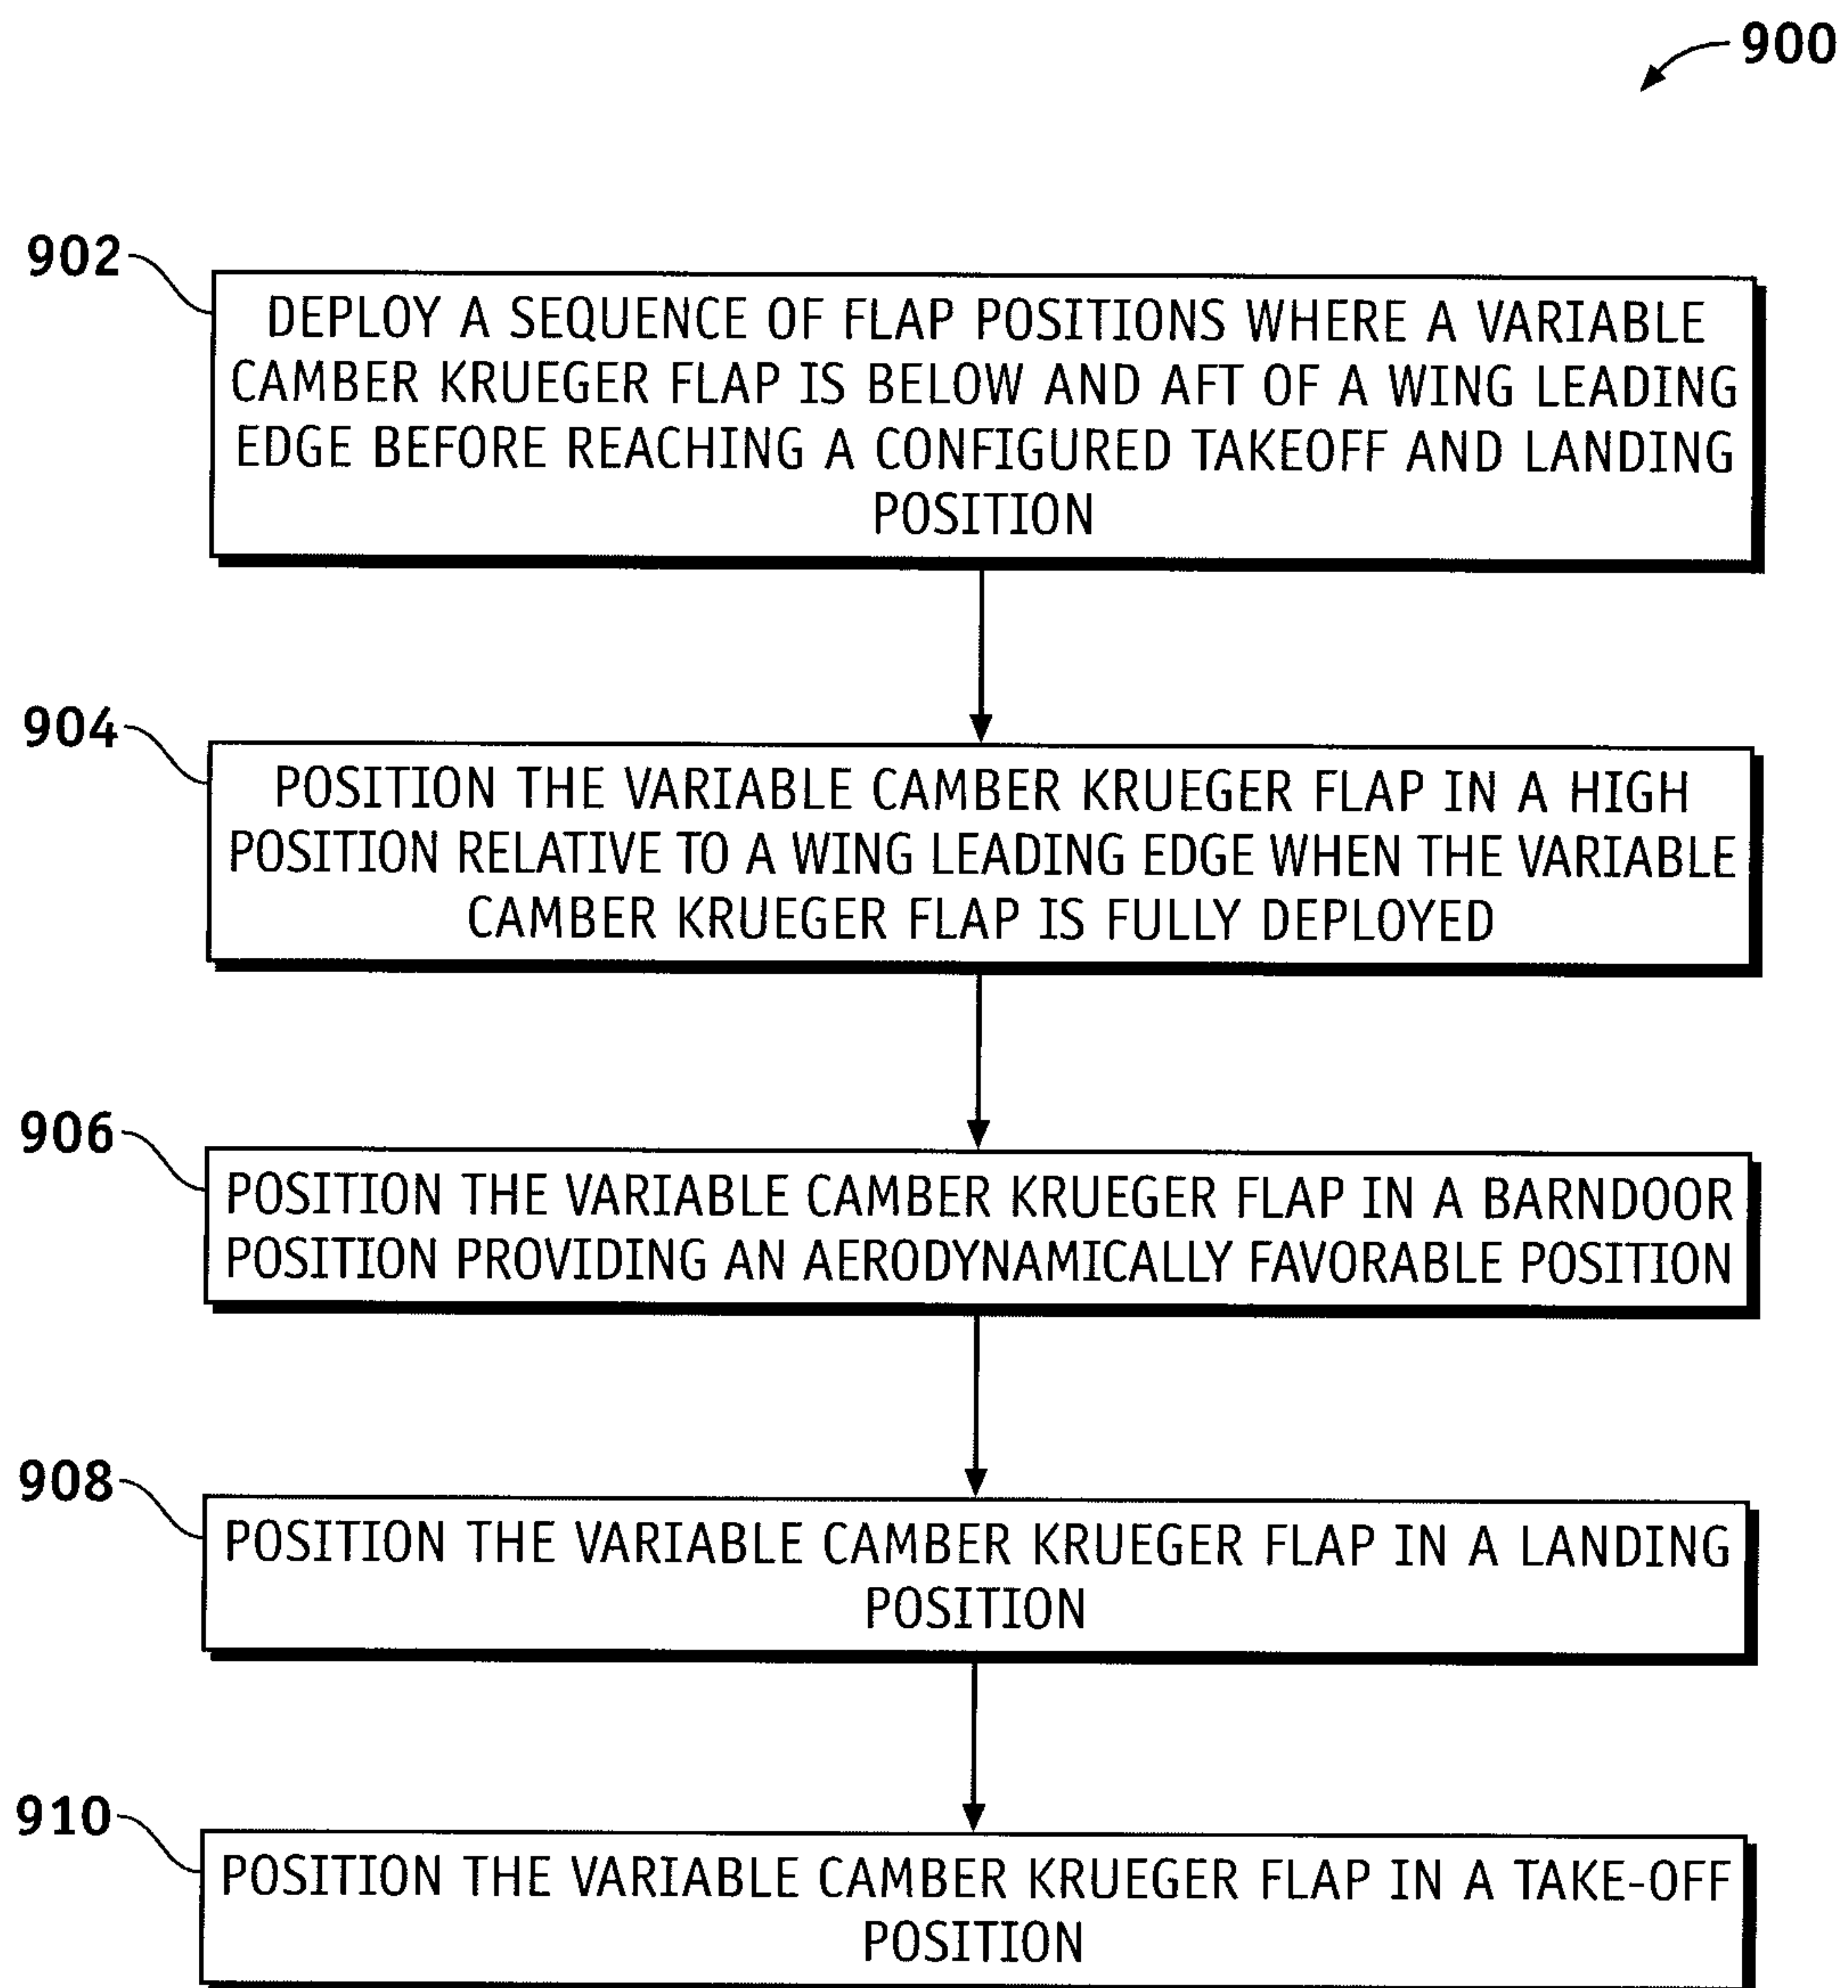 900
902
DEPLOY A SEQUENCE OF FLAP POSITIONS WHERE A VARIABLE
CAMBER KRUEGER FLAP IS BELOW AND AFT OF A WING LEADING
EDGE BEFORE REACHING A CONFIGURED TAKEOFF AND LANDING
POSITION
904
POSITION THE VARIABLE CAMBER KRUEGER FLAP IN A HIGH
POSITION RELATIVE TO A WING LEADING EDGE WHEN THE VARIABLE
CAMBER KRUEGER FLAP IS FULLY DEPLOYED
906
POSITION THE VARIABLE CAMBER KRUEGER FLAP IN A BARNDOOR
POSITION PROVIDING AN AERODYNAMICALLY FAVORABLE POSITION
908
POSITION THE VARIABLE CAMBER KRUEGER FLAP IN A LANDING
POSITION
910
POSITION THE VARIABLE CAMBER KRUEGER FLAP IN A TAKE-OFF
POSITION